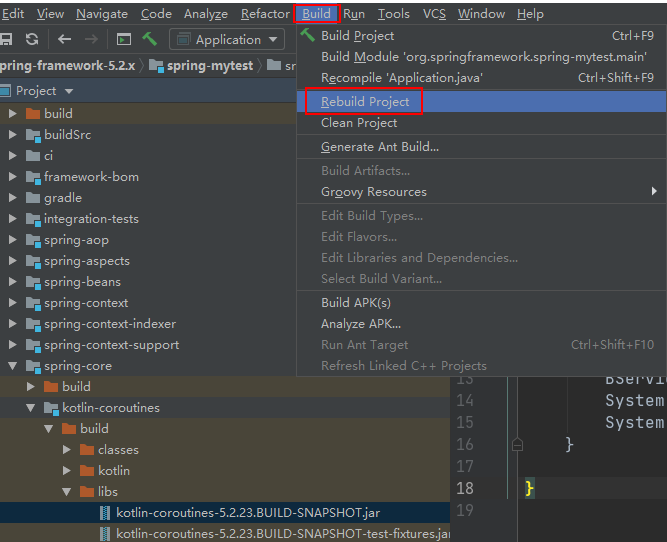 Edit View Navigate Code Analyze Refactor Build Run Tools VCS Window Help
Application
pring-framework-5.2.x spring-mytest sr
Project
build
buildSrc
ci
framework-bom
gradle
integration-tests
spring-aop
spring-aspects
spring-beans
spring-context
spring-context-indexer
spring-context-support
spring-core
build
kotlin-coroutines
build
classes
kotlin
libs
kotlin-coroutines-5.2.23.BUILD-SNAPSHOT.jar
kotlin-coroutines-5.2.23.BUILD-SNAPSHOT-test-fixtures.jar
Build Project Ctrl+F9
Build Module 'org.springframework.spring-mytest.main'
Recompile 'Application.java' Ctrl+Shift+F9
Rebuild Project
Clean Project
Generate Ant Build...
Build Artifacts...
Groovy Resources
Edit Build Types...
Edit Flavors...
Edit Libraries and Dependencies...
Select Build Variant...
Build APK(s)
Analyze APK...
Run Ant Target Ctrl+Shift+F10
Refresh Linked C++ Projects
13 BServi
14 System
15 System
16 }
17
18 }
19